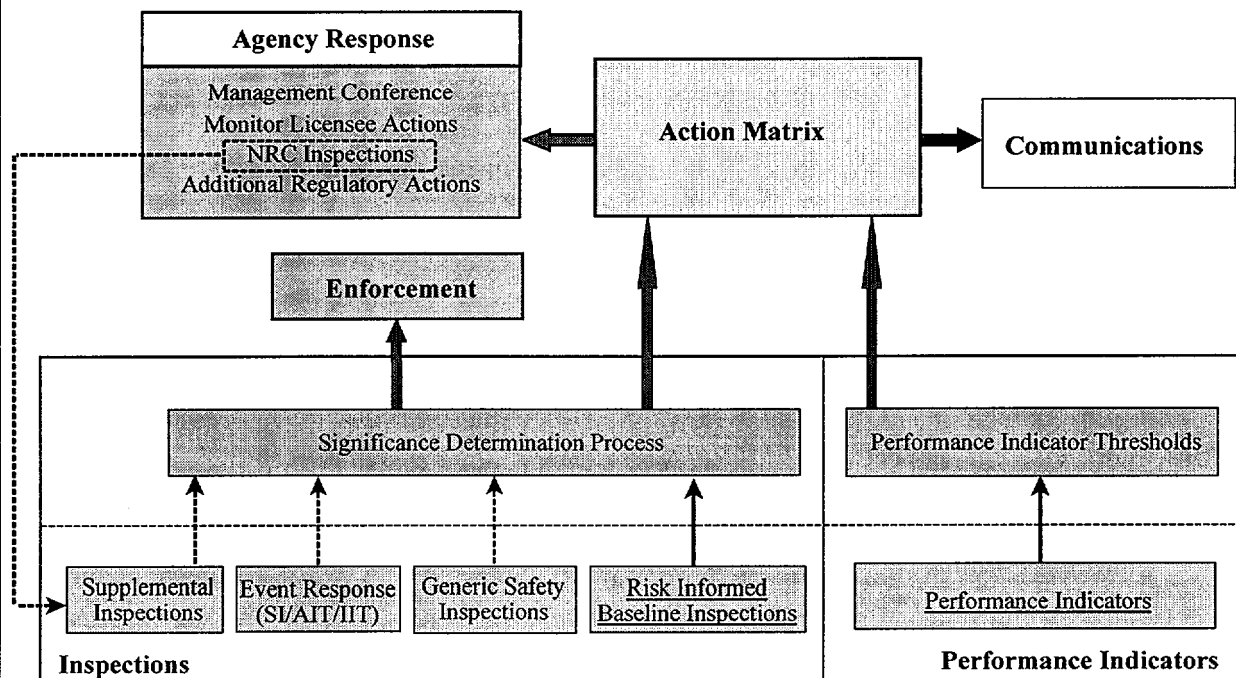 Agency Response
Management Conference
Monitor Licensee Actions
NRC Inspections
Additional Regulatory Actions
Action Matrix
Communications
Enforcement
Significance Determination Process
Performance Indicator Thresholds
Supplemental
Inspections
Event Response
(SI/AIT/IIT)
Generic Safety
Inspections
Risk Informed
Baseline Inspections
Performance Indicators
Inspections
Performance Indicators